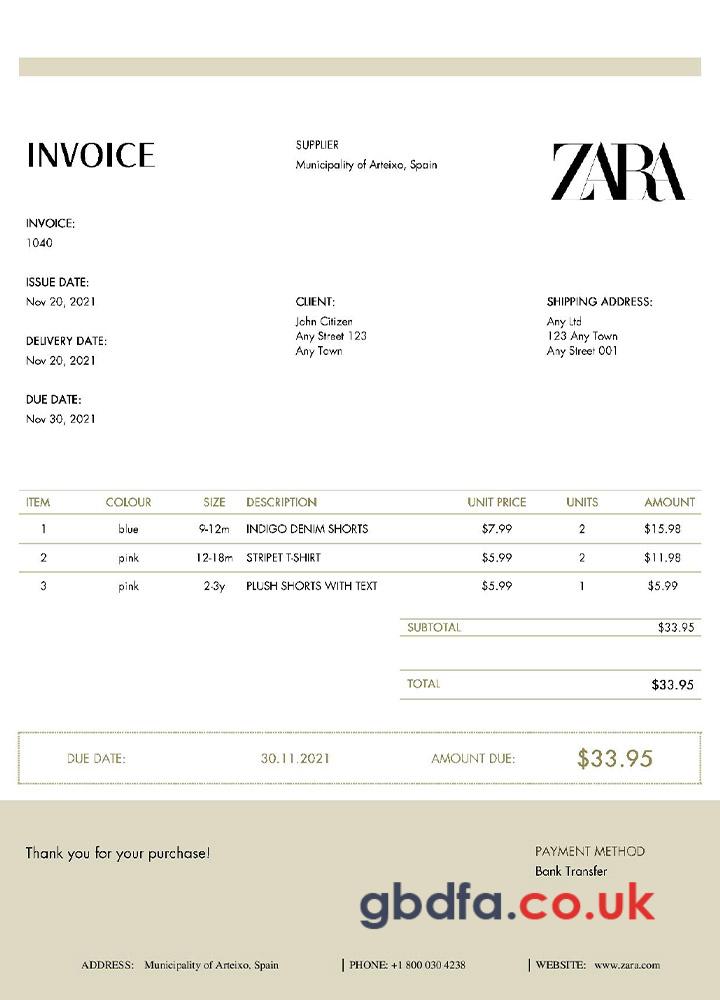 INVOICE
SUPPLIER
Municipality of Arteixo, Spain
ZARA
INVOICE:
1040
ISSUE DATE:
Nov 20, 2021
DELIVERY DATE:
Nov 20, 2021
DUE DATE:
Nov 30, 2021
CLIENT:
John Citizen
Any Street 123
Any Town
SHIPPING ADDRESS:
Any Ltd
123 Any Town
Any Street 001
ITEM COLOUR SIZE DESCRIPTION UNIT PRICE UNITS AMOUNT
1 blue 9-12m INDIGO DENIM SHORTS $7.99 2 $15.98
2 pink 12-18m STRIPET T-SHIRT $5.99 2 $11.98
3 pink 2-3y PLUSH SHORTS WITH TEXT $5.99 1 $5.99
SUBTOTAL $33.95
TOTAL $33.95
DUE DATE: 30.11.2021 AMOUNT DUE: $33.95
Thank you for your purchase!
PAYMENT METHOD
Bank Transfer
gbdfa.co.uk
ADDRESS: Municipality of Arteixo, Spain | PHONE: +1 800 030 4238 | WEBSITE: www.zara.com